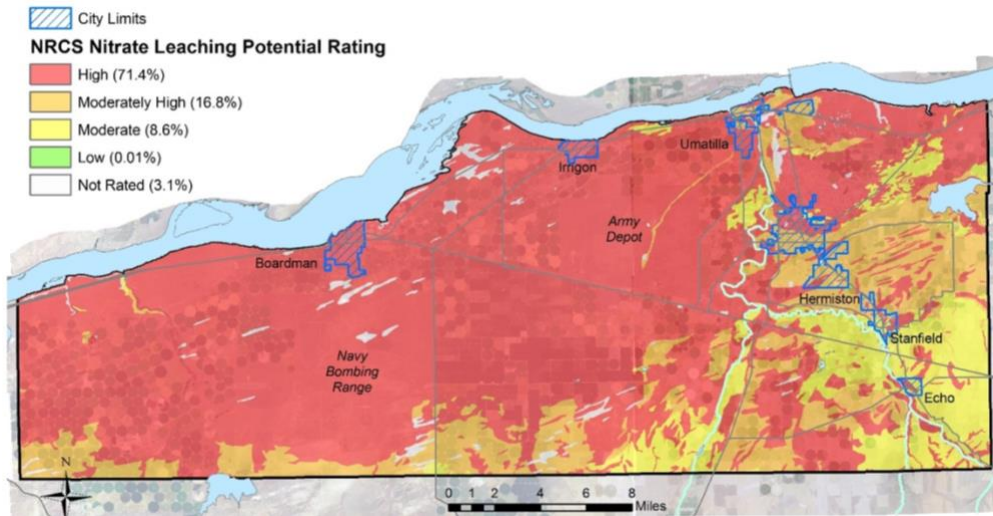 City Limits
NRCS Nitrate Leaching Potential Rating
High (71.4%)
Moderately High (16.8%)
Moderate (8.6%)
Low (0.01%)
Not Rated (3.1%)
Umatilla
Irrigon
Army
Depot
Boardman
Hermiston
Stanfield
Navy
Bombing
Range
Echo
N
0 1 2 4 6 8
Miles